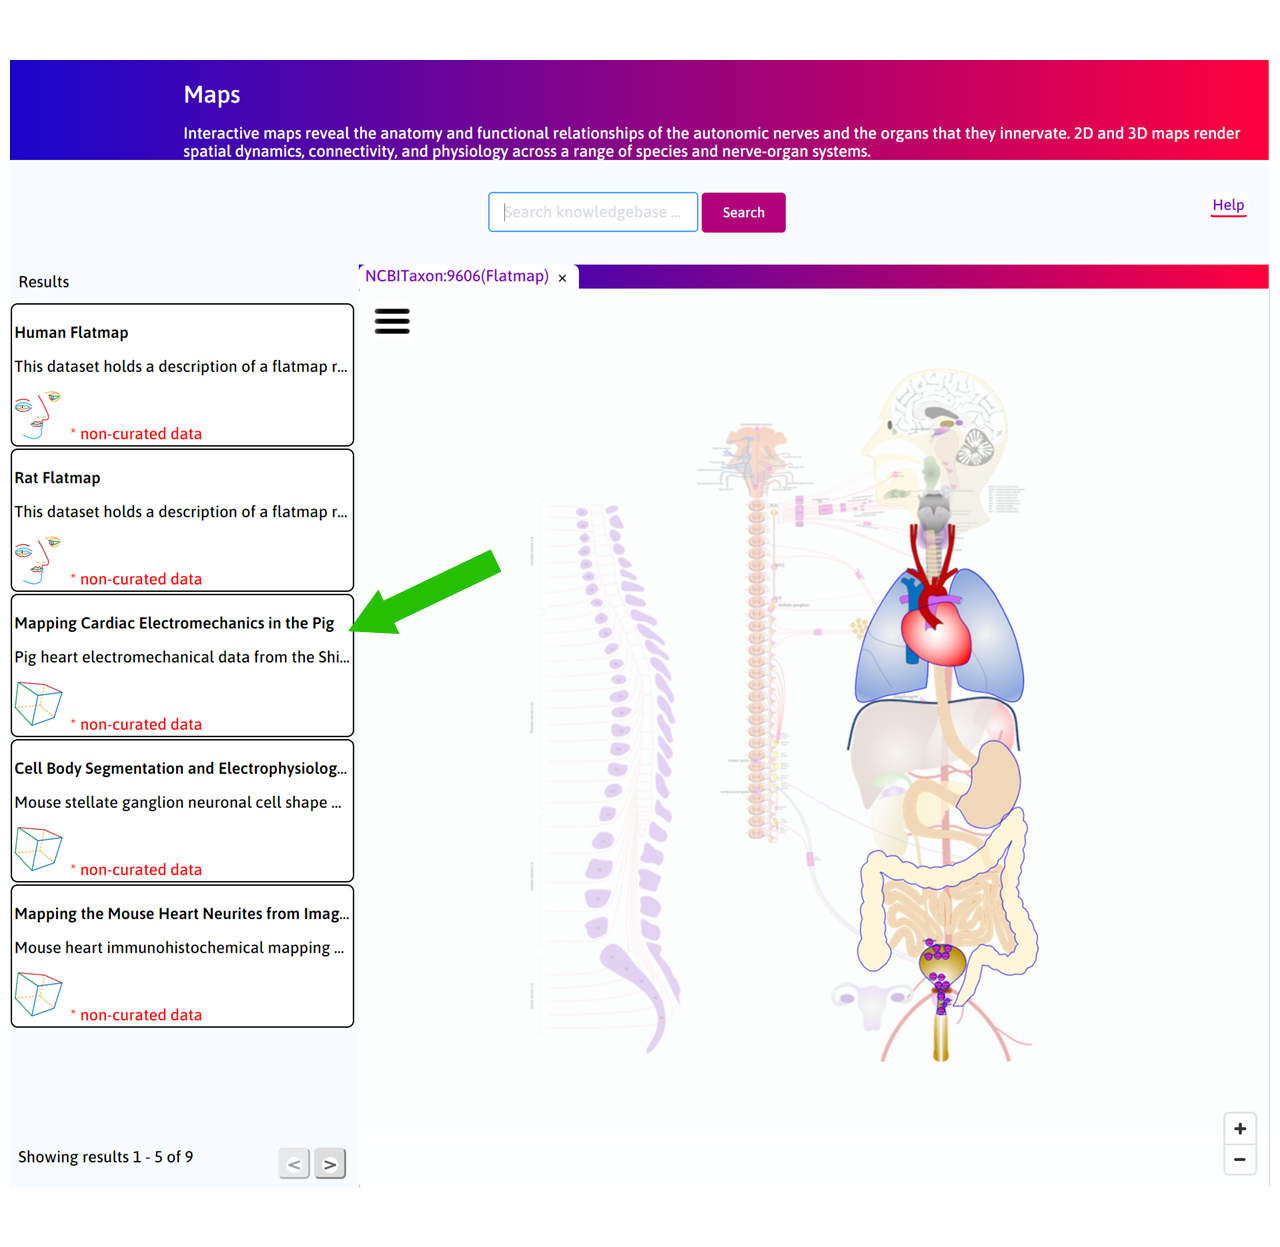 Maps
Interactive maps reveal the anatomy and functional relationships of the autonomic nerves and the organs that they innervate. 2D and 3D maps render
spatial dynamics, connectivity, and physiology across a range of species and nerve-organ systems.
Search knowledgebase ...
Search
Help
Results
NCBITaxon:9606(Flatmap) ×
Human Flatmap
This dataset holds a description of a flatmap r...
* non-curated data
Rat Flatmap
This dataset holds a description of a flatmap r...
* non-curated data
Mapping Cardiac Electromechanics in the Pig
Pig heart electromechanical data from the Shi...
* non-curated data
Cell Body Segmentation and Electrophysiolog...
Mouse stellate ganglion neuronal cell shape ...
* non-curated data
Mapping the Mouse Heart Neurites from Imag...
Mouse heart immunohistochemical mapping ...
* non-curated data
Showing results 1 - 5 of 9
< >
+
−